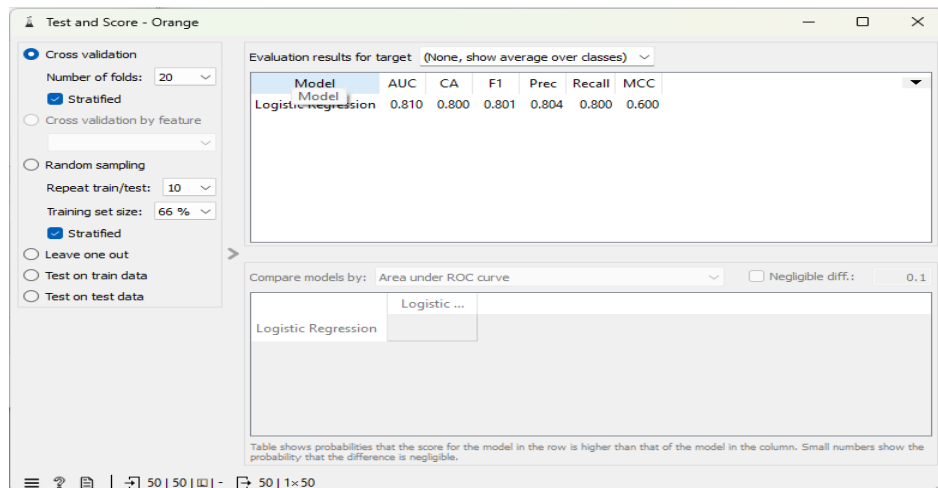 Test and Score - Orange
Cross validation
Number of folds: 20
Stratified
Cross validation by feature
Random sampling
Repeat train/test: 10
Training set size: 66 %
Stratified
Leave one out
Test on train data
Test on test data
Evaluation results for target (None, show average over classes)
Model AUC CA F1 Prec Recall MCC
Model
Logistic Regression 0.810 0.800 0.801 0.804 0.800 0.600
Compare models by: Area under ROC curve Negligible diff.: 0.1
Logistic ...
Logistic Regression
Table shows probabilities that the score for the model in the row is higher than that of the model in the column. Small numbers show the
probability that the difference is negligible.
50 | 50 | - 50 | 1×50